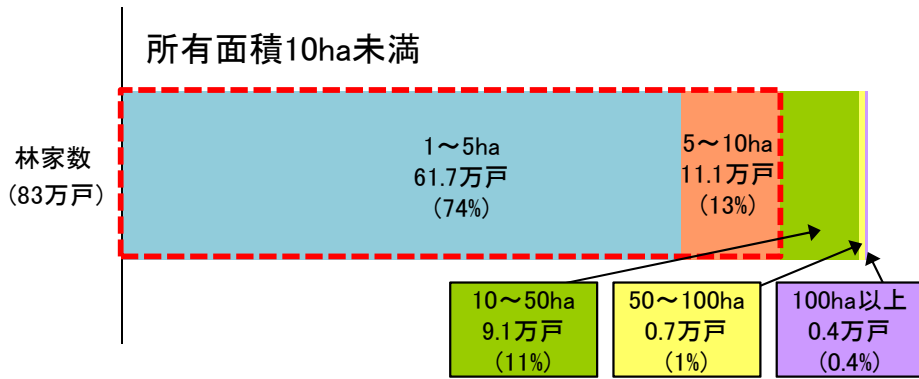 所有面積10ha未満
林家数
(83万戸)
1～5ha
61.7万戸
(74%)
5～10ha
11.1万戸
(13%)
10～50ha
9.1万戸
(11%)
50～100ha
0.7万戸
(1%)
100ha以上
0.4万戸
(0.4%)